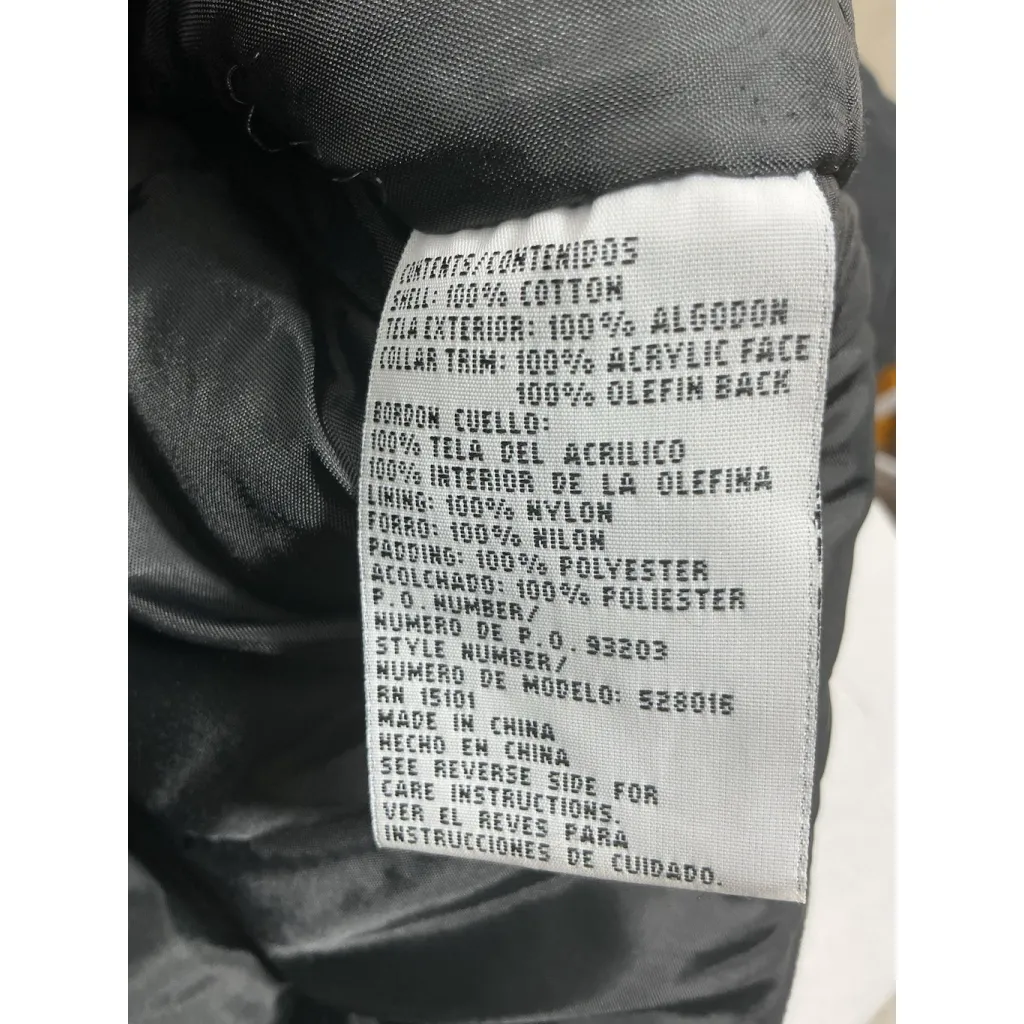 CONTENTS/CONTENIDOS
SHELL: 100% COTTON
TELA EXTERIOR: 100% ALGODON
COLLAR TRIM: 100% ACRYLIC FACE
100% OLEFIN BACK
BORDON CUELLO:
100% TELA DEL ACRILICO
100% INTERIOR DE LA OLEFINA
LINING: 100% NYLON
FORRO: 100% NILON
PADDING: 100% POLYESTER
ACOLCHADO: 100% POLIESTER
P.O. NUMBER/
NUMERO DE P.O. 93203
STYLE NUMBER/
NUMERO DE MODELO: 528016
RN 15101
MADE IN CHINA
HECHO EN CHINA
SEE REVERSE SIDE FOR
CARE INSTRUCTIONS.
VER EL REVES PARA
INSTRUCCIONES DE CUIDADO.